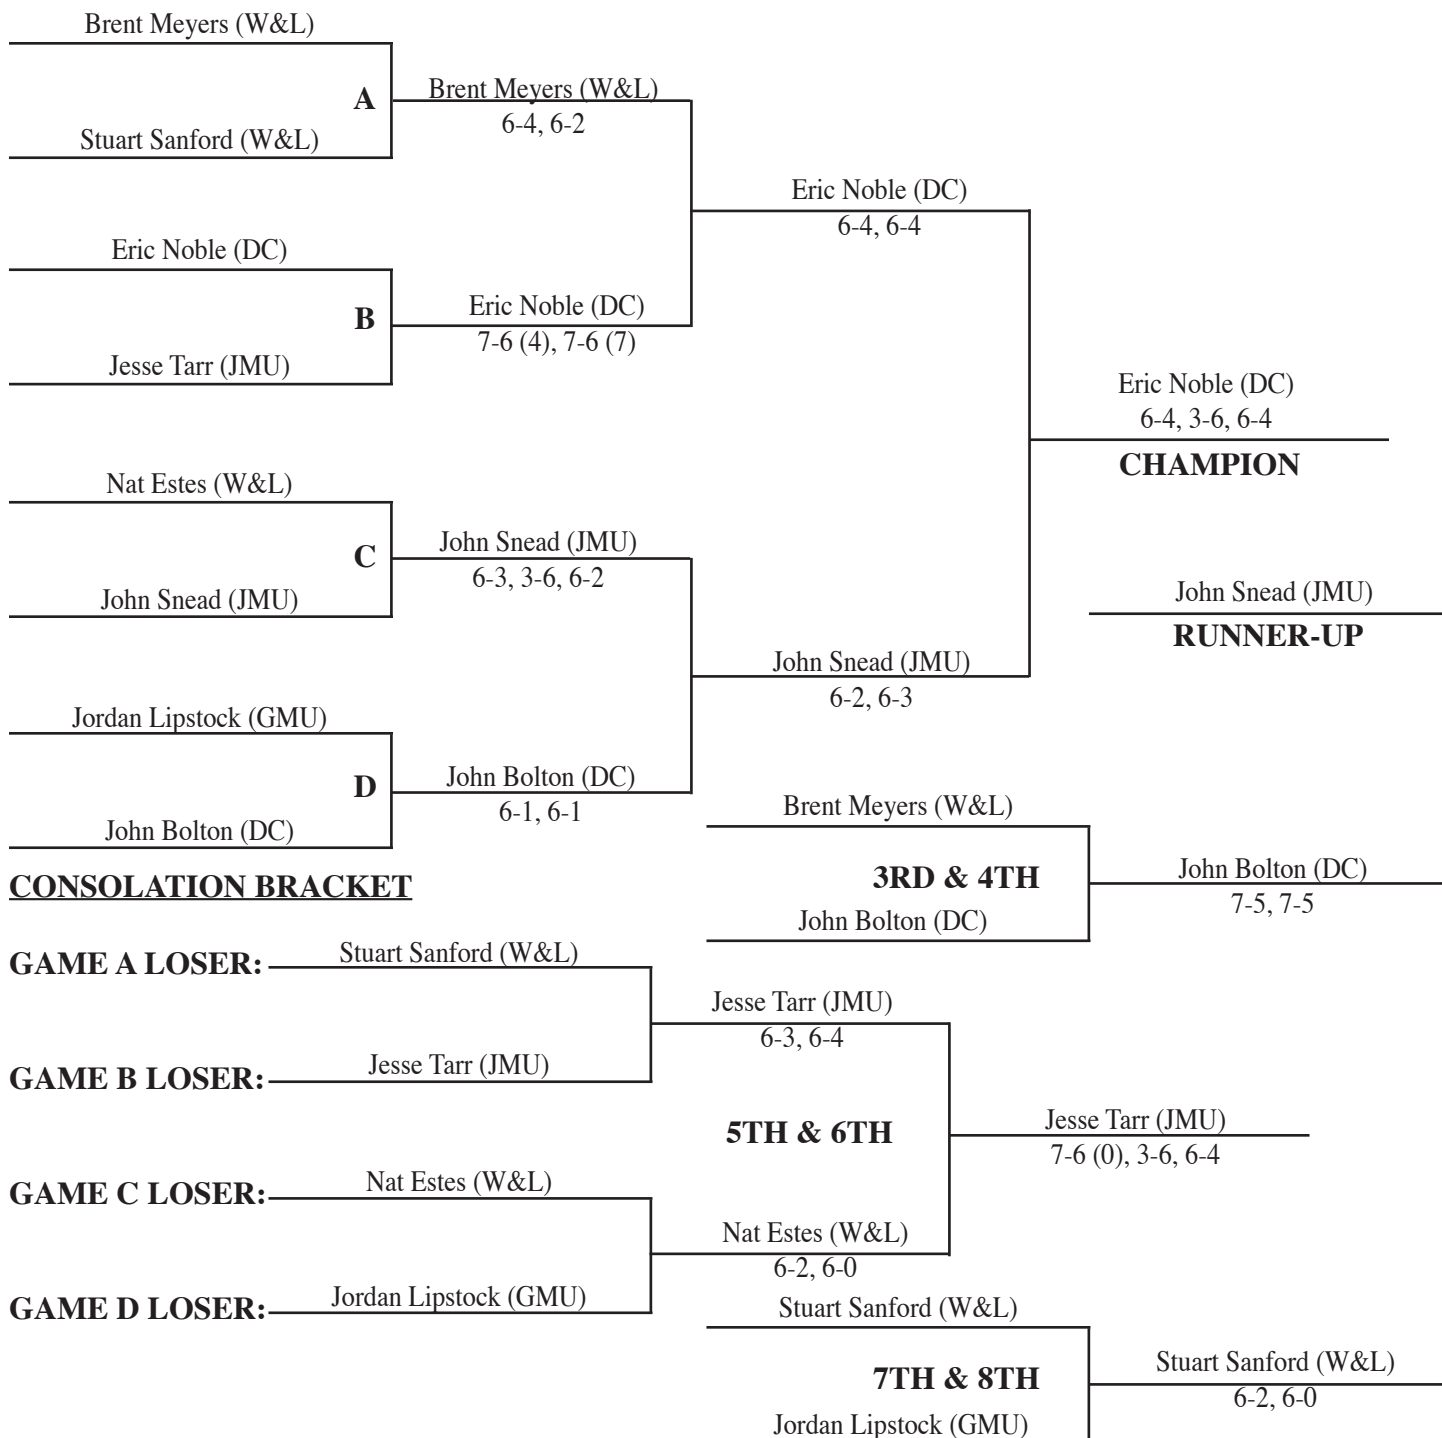 Brent Meyers (W&L)
A
Brent Meyers (W&L)
6-4, 6-2
Stuart Sanford (W&L)
Eric Noble (DC)
6-4, 6-4
Eric Noble (DC)
B
Eric Noble (DC)
7-6 (4), 7-6 (7)
Jesse Tarr (JMU)
Eric Noble (DC)
6-4, 3-6, 6-4
CHAMPION
Nat Estes (W&L)
C
John Snead (JMU)
6-3, 3-6, 6-2
John Snead (JMU)
John Snead (JMU)
RUNNER-UP
John Snead (JMU)
6-2, 6-3
Jordan Lipstock (GMU)
D
John Bolton (DC)
6-1, 6-1
John Bolton (DC)
Brent Meyers (W&L)
3RD & 4TH
John Bolton (DC)
John Bolton (DC)
7-5, 7-5
CONSOLATION BRACKET
GAME A LOSER: Stuart Sanford (W&L)
Jesse Tarr (JMU)
6-3, 6-4
GAME B LOSER: Jesse Tarr (JMU)
5TH & 6TH
Jesse Tarr (JMU)
7-6 (0), 3-6, 6-4
GAME C LOSER: Nat Estes (W&L)
Nat Estes (W&L)
6-2, 6-0
GAME D LOSER: Jordan Lipstock (GMU)
Stuart Sanford (W&L)
7TH & 8TH
Jordan Lipstock (GMU)
Stuart Sanford (W&L)
6-2, 6-0